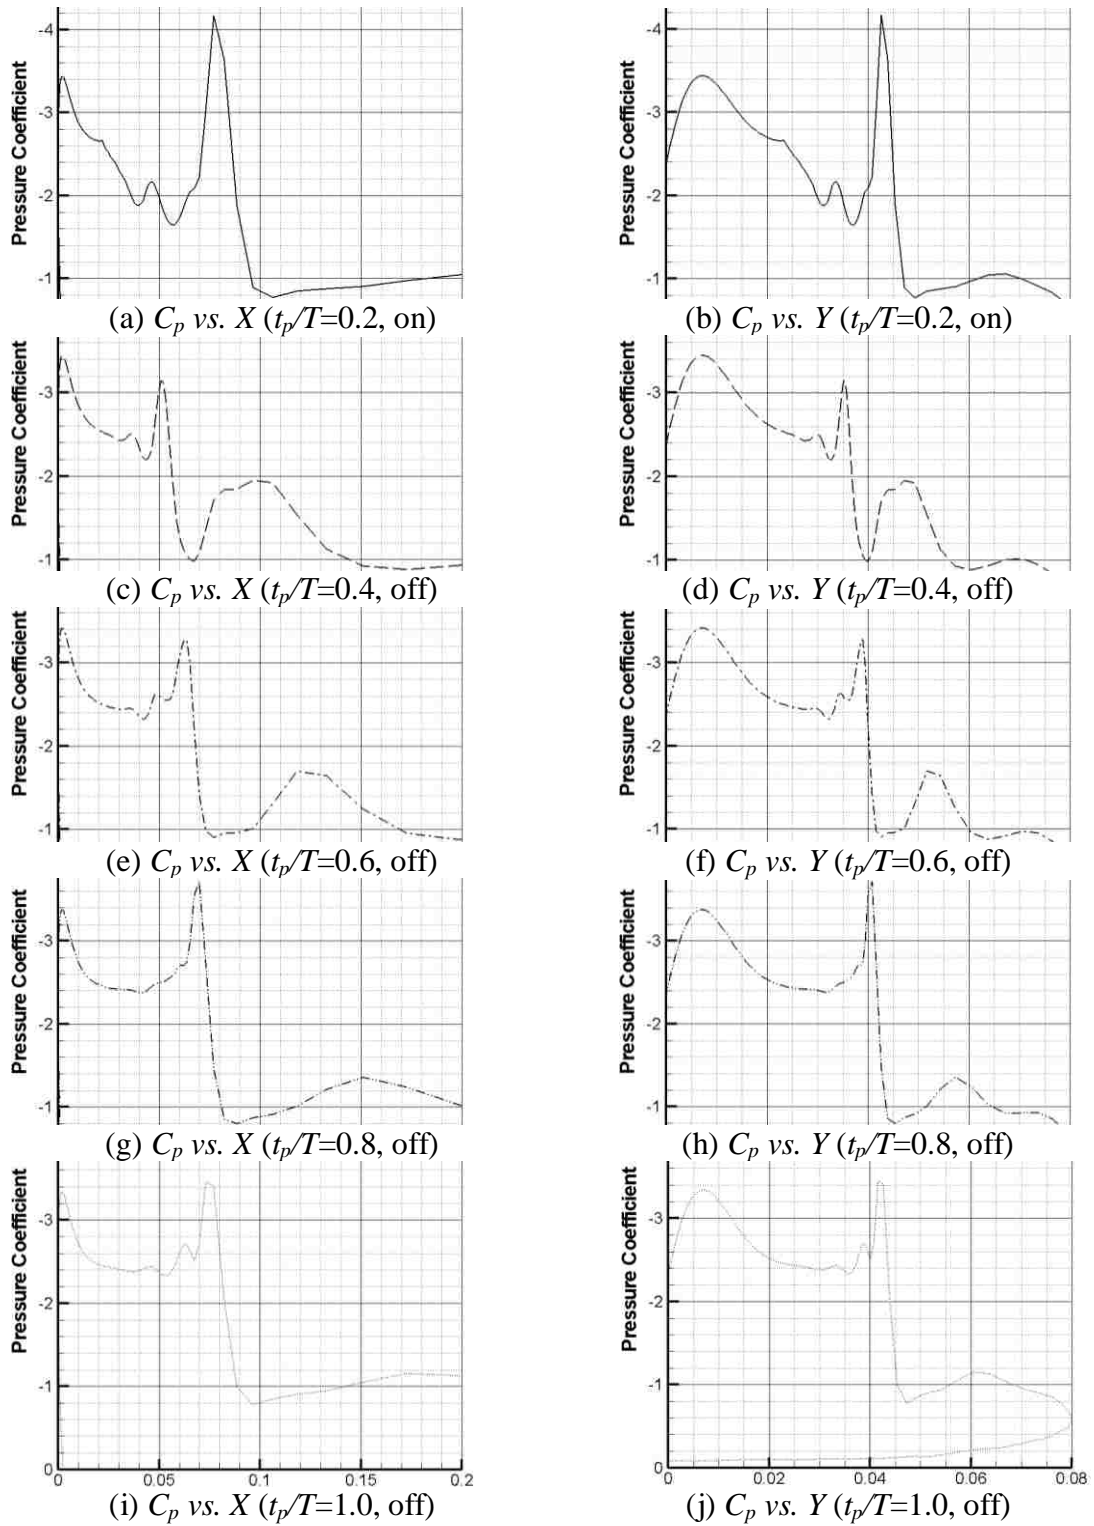 Pressure Coefficient
-4
-3
-2
-1
Pressure Coefficient
-4
-3
-2
-1
(a) Cp vs. X (tp/T=0.2, on)
(b) Cp vs. Y (tp/T=0.2, on)
Pressure Coefficient
-3
-2
-1
Pressure Coefficient
-3
-2
-1
(c) Cp vs. X (tp/T=0.4, off)
(d) Cp vs. Y (tp/T=0.4, off)
Pressure Coefficient
-3
-2
-1
Pressure Coefficient
-3
-2
-1
(e) Cp vs. X (tp/T=0.6, off)
(f) Cp vs. Y (tp/T=0.6, off)
Pressure Coefficient
-3
-2
-1
Pressure Coefficient
-3
-2
-1
(g) Cp vs. X (tp/T=0.8, off)
(h) Cp vs. Y (tp/T=0.8, off)
Pressure Coefficient
-3
-2
-1
0
0 0.05 0.1 0.15 0.2
Pressure Coefficient
-3
-2
-1
0
0 0.02 0.04 0.06 0.08
(i) Cp vs. X (tp/T=1.0, off)
(j) Cp vs. Y (tp/T=1.0, off)